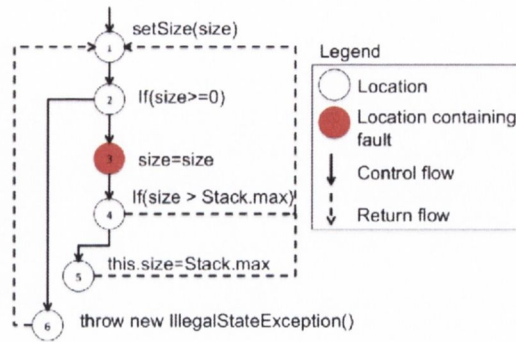 setSize(size)
1
2
If(size>=0)
3
size=size
If(size > Stack.max)
4
5
this.size=Stack.max
6
throw new IllegalStateException()
Legend
Location
Location containing
fault
Control flow
Return flow